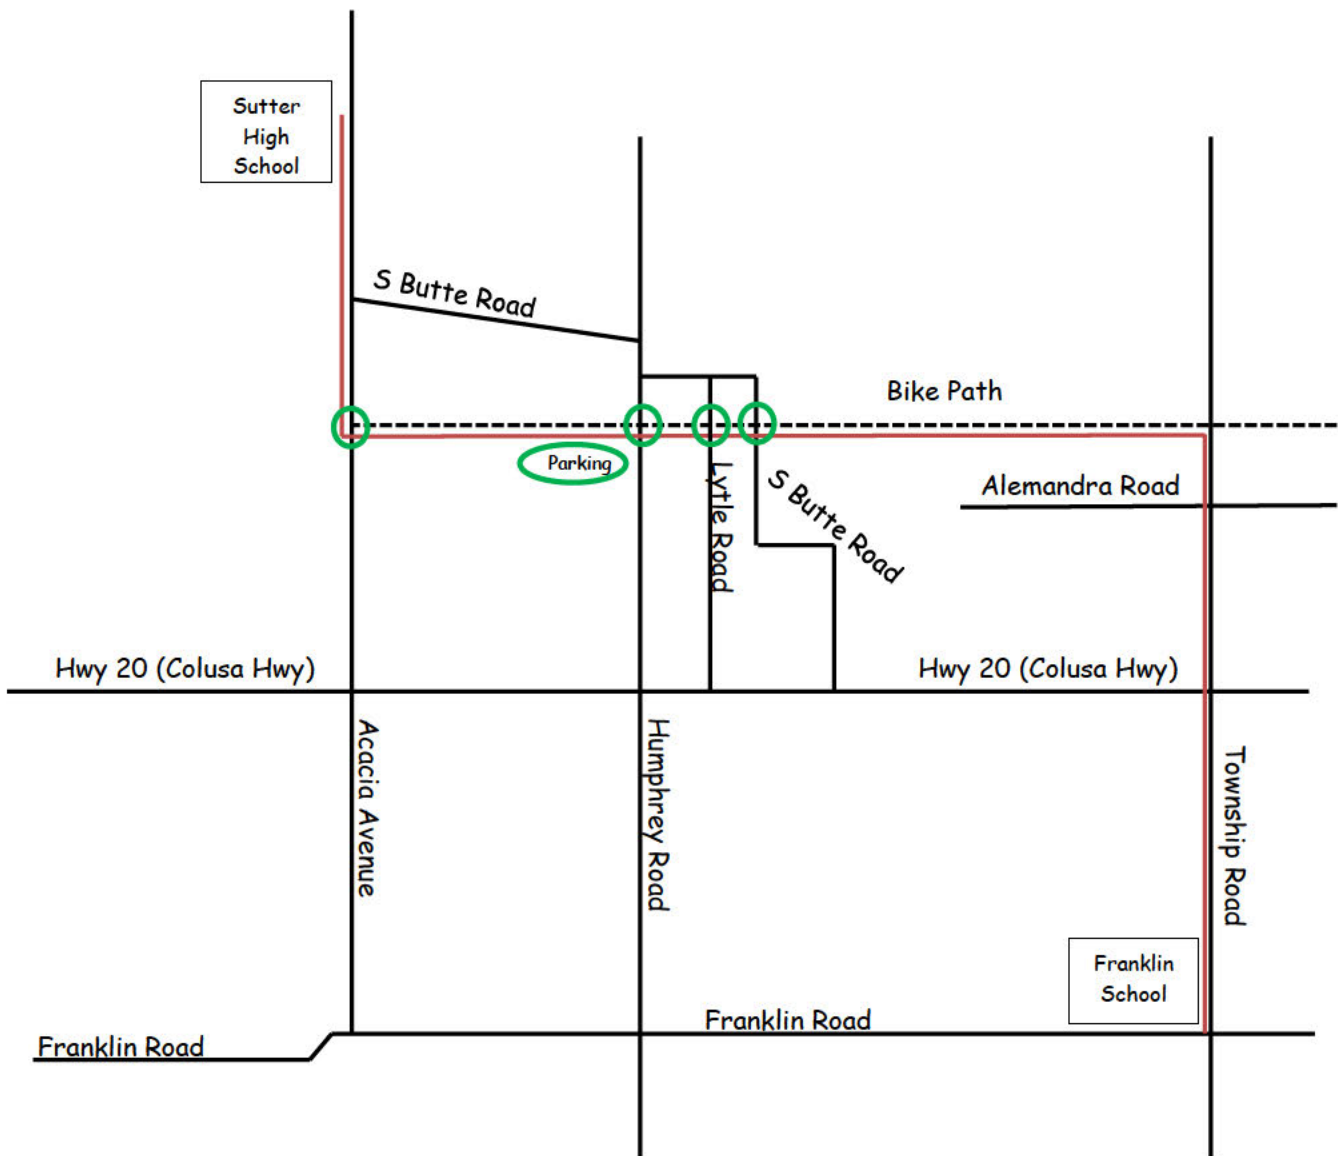 Sutter
High
School
S Butte Road
Bike Path
Parking
Lytle Road
S Butte Road
Alemandra Road
Hwy 20 (Colusa Hwy)
Hwy 20 (Colusa Hwy)
Acacia Avenue
Humphrey Road
Township Road
Franklin
School
Franklin Road
Franklin Road